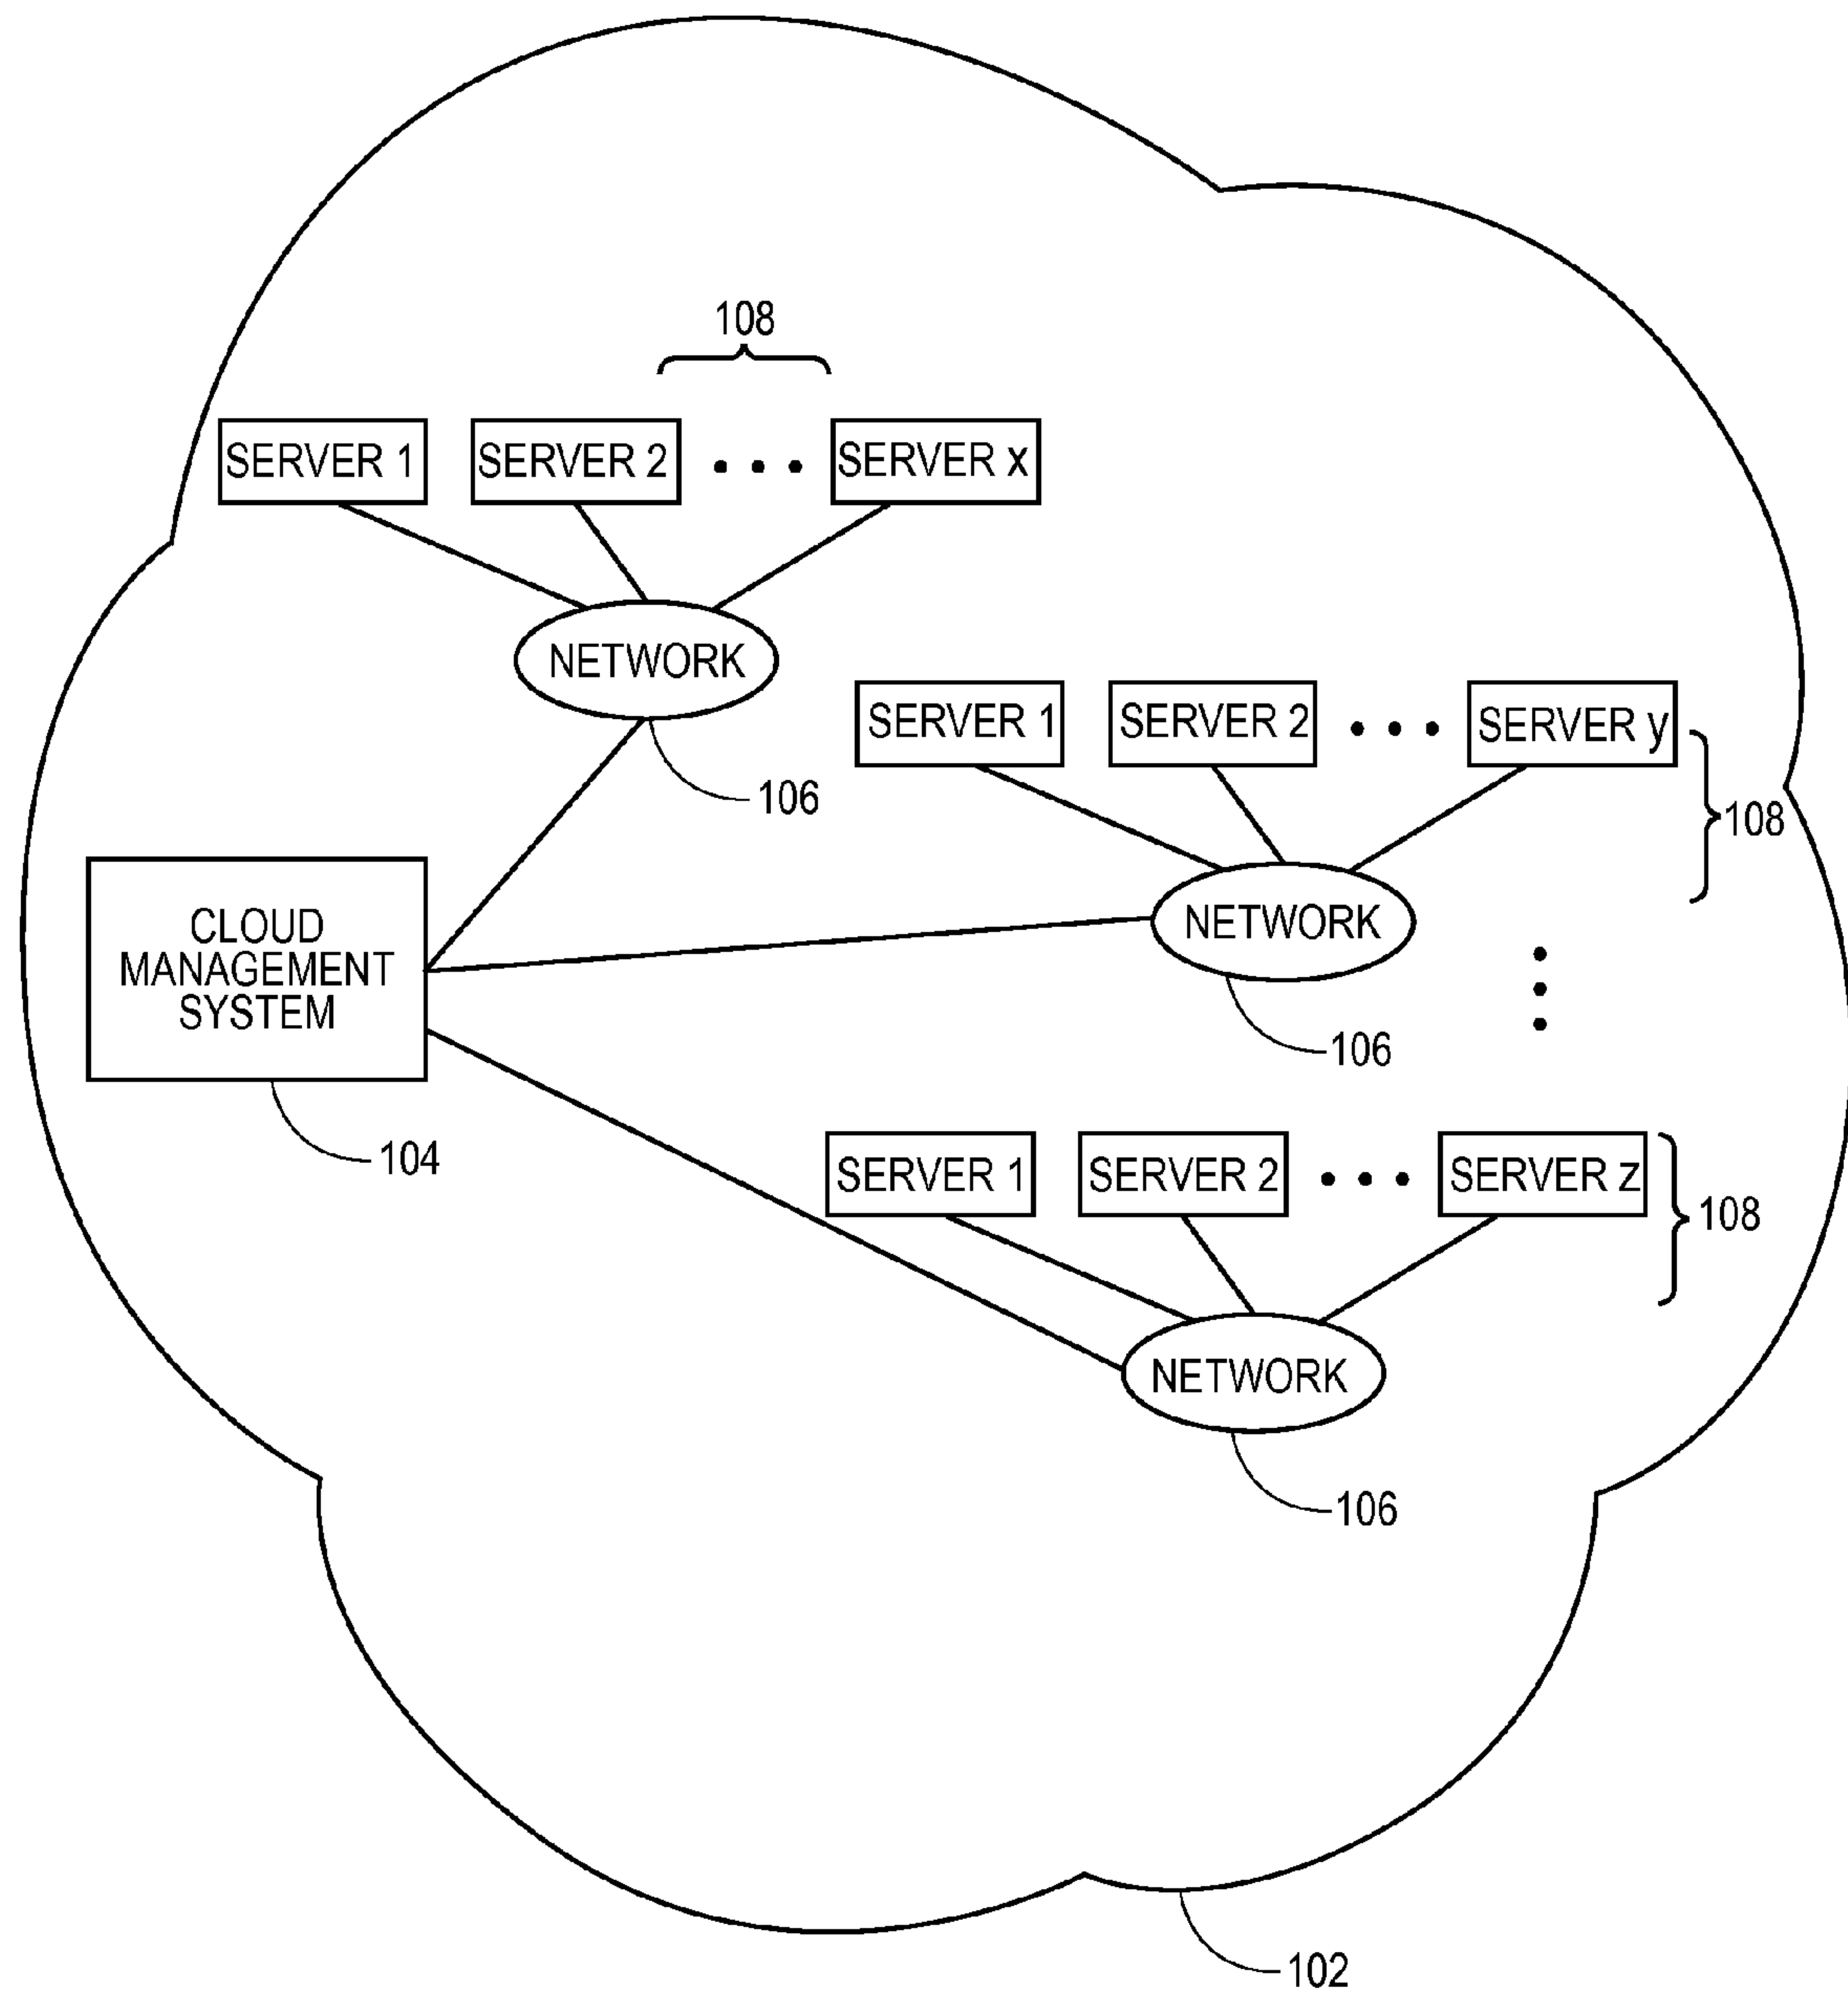 108
SERVER 1 SERVER 2 • • • SERVER x
NETWORK
106
SERVER 1 SERVER 2 • • • SERVER y
108
NETWORK
106
CLOUD
MANAGEMENT
SYSTEM
104
SERVER 1 SERVER 2 • • • SERVER z
108
NETWORK
106
102